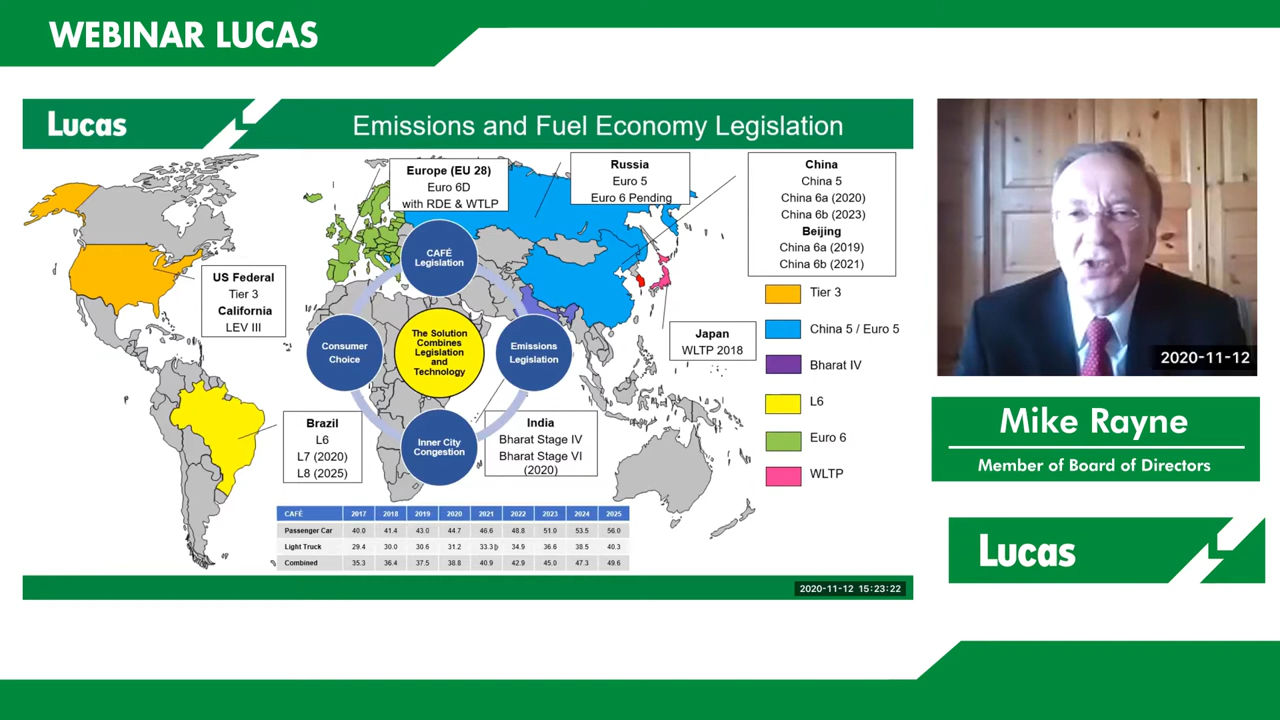 WEBINAR LUCAS
Lucas
Emissions and Fuel Economy Legislation
Europe (EU 28)
Euro 6D
with RDE & WTLP
Russia
Euro 5
Euro 6 Pending
China
China 5
China 6a (2020)
China 6b (2023)
Beijing
China 6a (2019)
China 6b (2021)
US Federal
Tier 3
California
LEV III
CAFÉ
Legislation
Consumer
Choice
The Solution
Combines
Legislation
and
Technology
Emissions
Legislation
Inner City
Congestion
Japan
WLTP 2018
Brazil
L6
L7 (2020)
L8 (2025)
India
Bharat Stage IV
Bharat Stage VI
(2020)
Tier 3
China 5 / Euro 5
Bharat IV
L6
Euro 6
WLTP
CAFÉ 2017 2018 2019 2020 2021 2022 2023 2024 2025
Passenger Car 40.0 41.4 43.0 44.7 46.6 48.8 51.0 53.5 56.0
Light Truck 29.4 30.0 30.6 31.2 33.3 34.9 36.6 38.5 40.3
Combined 35.3 36.4 37.5 38.8 40.9 42.9 45.0 47.3 49.6
2020-11-12 15:23:22
2020-11-12
Mike Rayne
Member of Board of Directors
Lucas